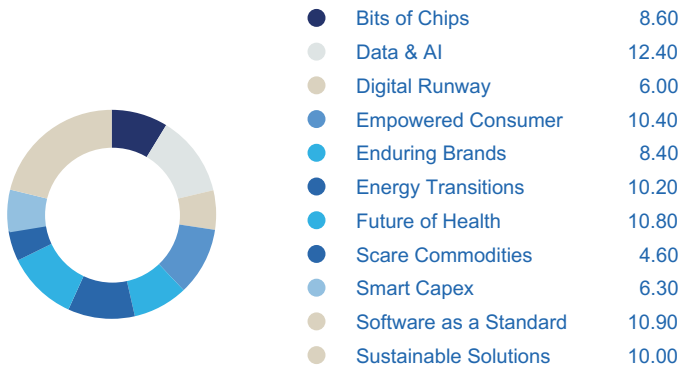 Bits of Chips 8.60
Data & AI 12.40
Digital Runway 6.00
Empowered Consumer 10.40
Enduring Brands 8.40
Energy Transitions 10.20
Future of Health 10.80
Scare Commodities 4.60
Smart Capex 6.30
Software as a Standard 10.90
Sustainable Solutions 10.00